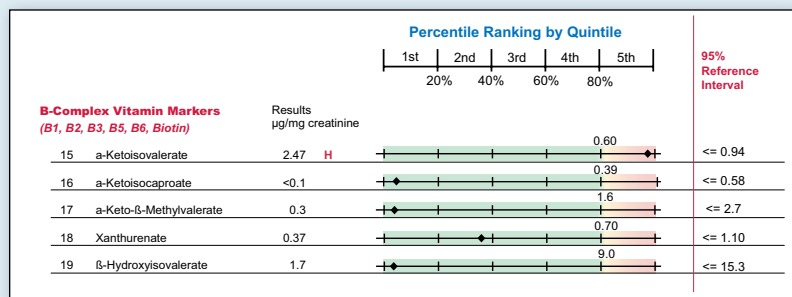 Percentile Ranking by Quintile
1st 2nd 3rd 4th 5th
20% 40% 60% 80%
95%
Reference
Interval
B-Complex Vitamin Markers
(B1, B2, B3, B5, B6, Biotin)
Results
µg/mg creatinine
15 a-Ketoisovalerate 2.47 H 0.60 <= 0.94
16 a-Ketoisocaproate <0.1 0.39 <= 0.58
17 a-Keto-ß-Methylvalerate 0.3 1.6 <= 2.7
18 Xanthurenate 0.37 0.70 <= 1.10
19 ß-Hydroxyisovalerate 1.7 9.0 <= 15.3